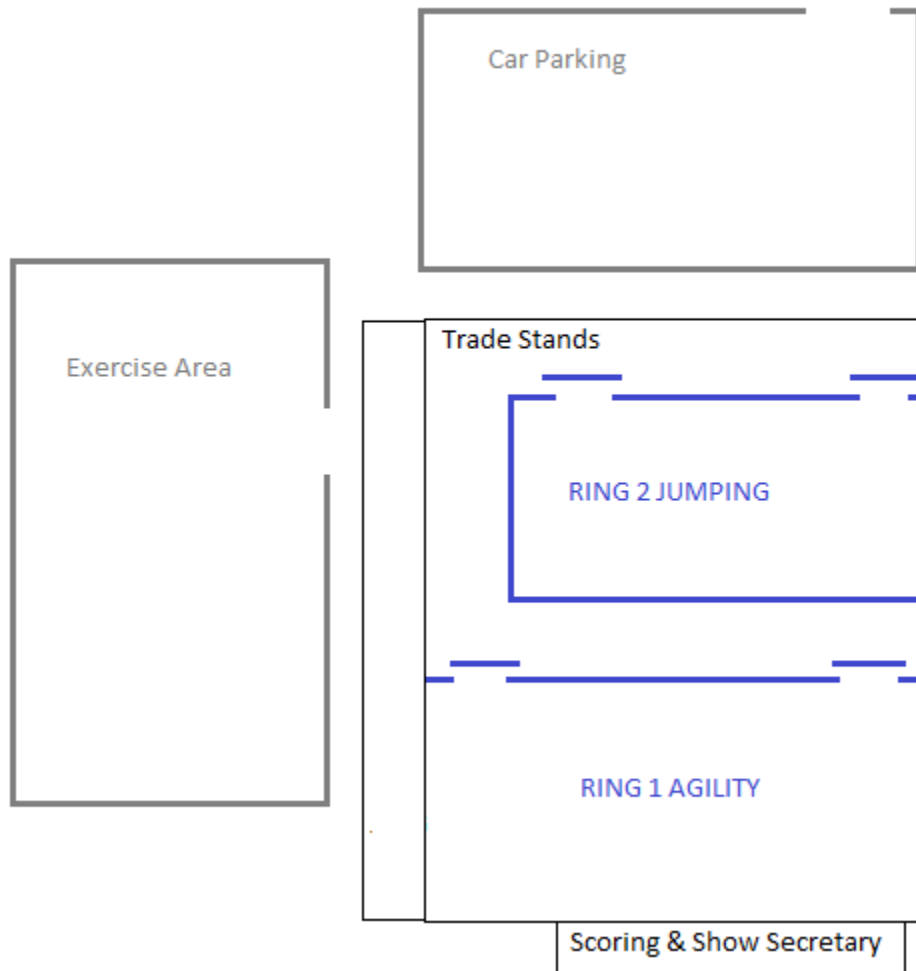 Car Parking
Trade Stands
Exercise Area
RING 2 JUMPING
RING 1 AGILITY
Scoring & Show Secretary